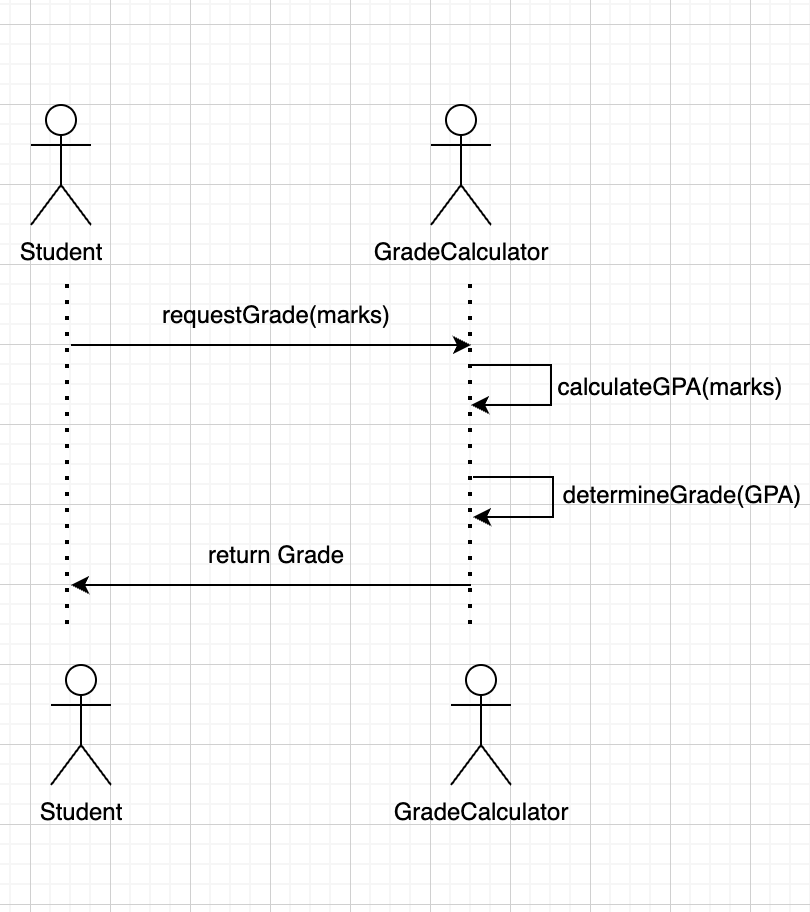 Student
GradeCalculator
requestGrade(marks)
calculateGPA(marks)
determineGrade(GPA)
return Grade
Student
GradeCalculator